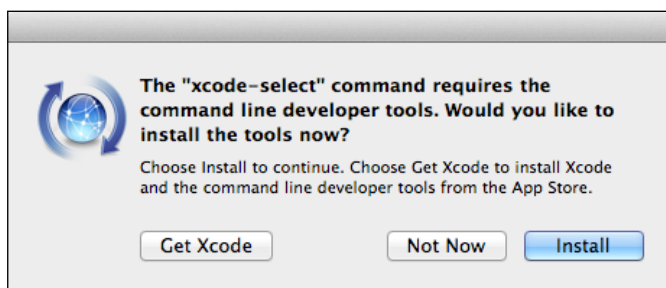 The "xcode-select" command requires the
command line developer tools. Would you like to
install the tools now?
Choose Install to continue. Choose Get Xcode to install Xcode
and the command line developer tools from the App Store.
Get Xcode
Not Now
Install